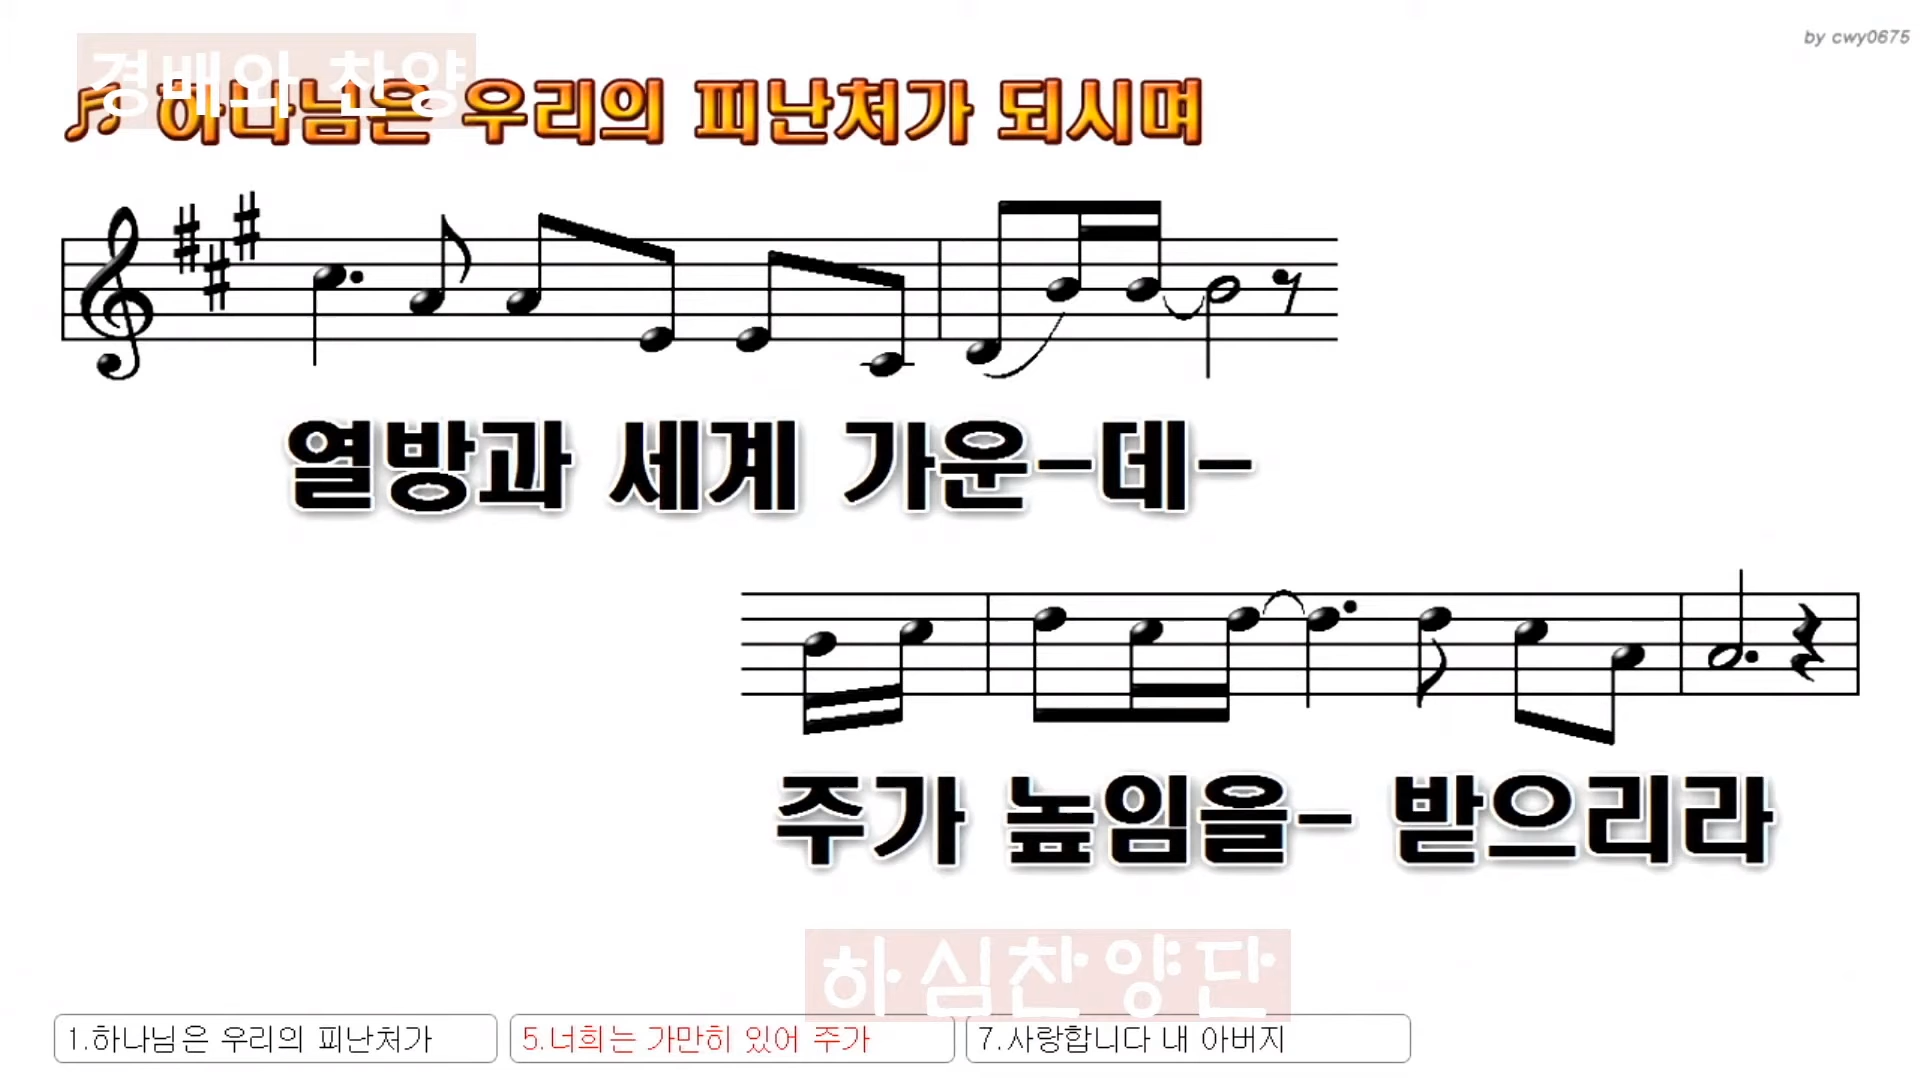 by cwy0675
경배와 찬양
하나님은 우리의 피난처가 되시며
열방과 세계 가운-데-
주가 높임을- 받으리라
하심찬양단
1.하나님은 우리의 피난처가
5.너희는 가만히 있어 주가
7.사랑합니다 내 아버지